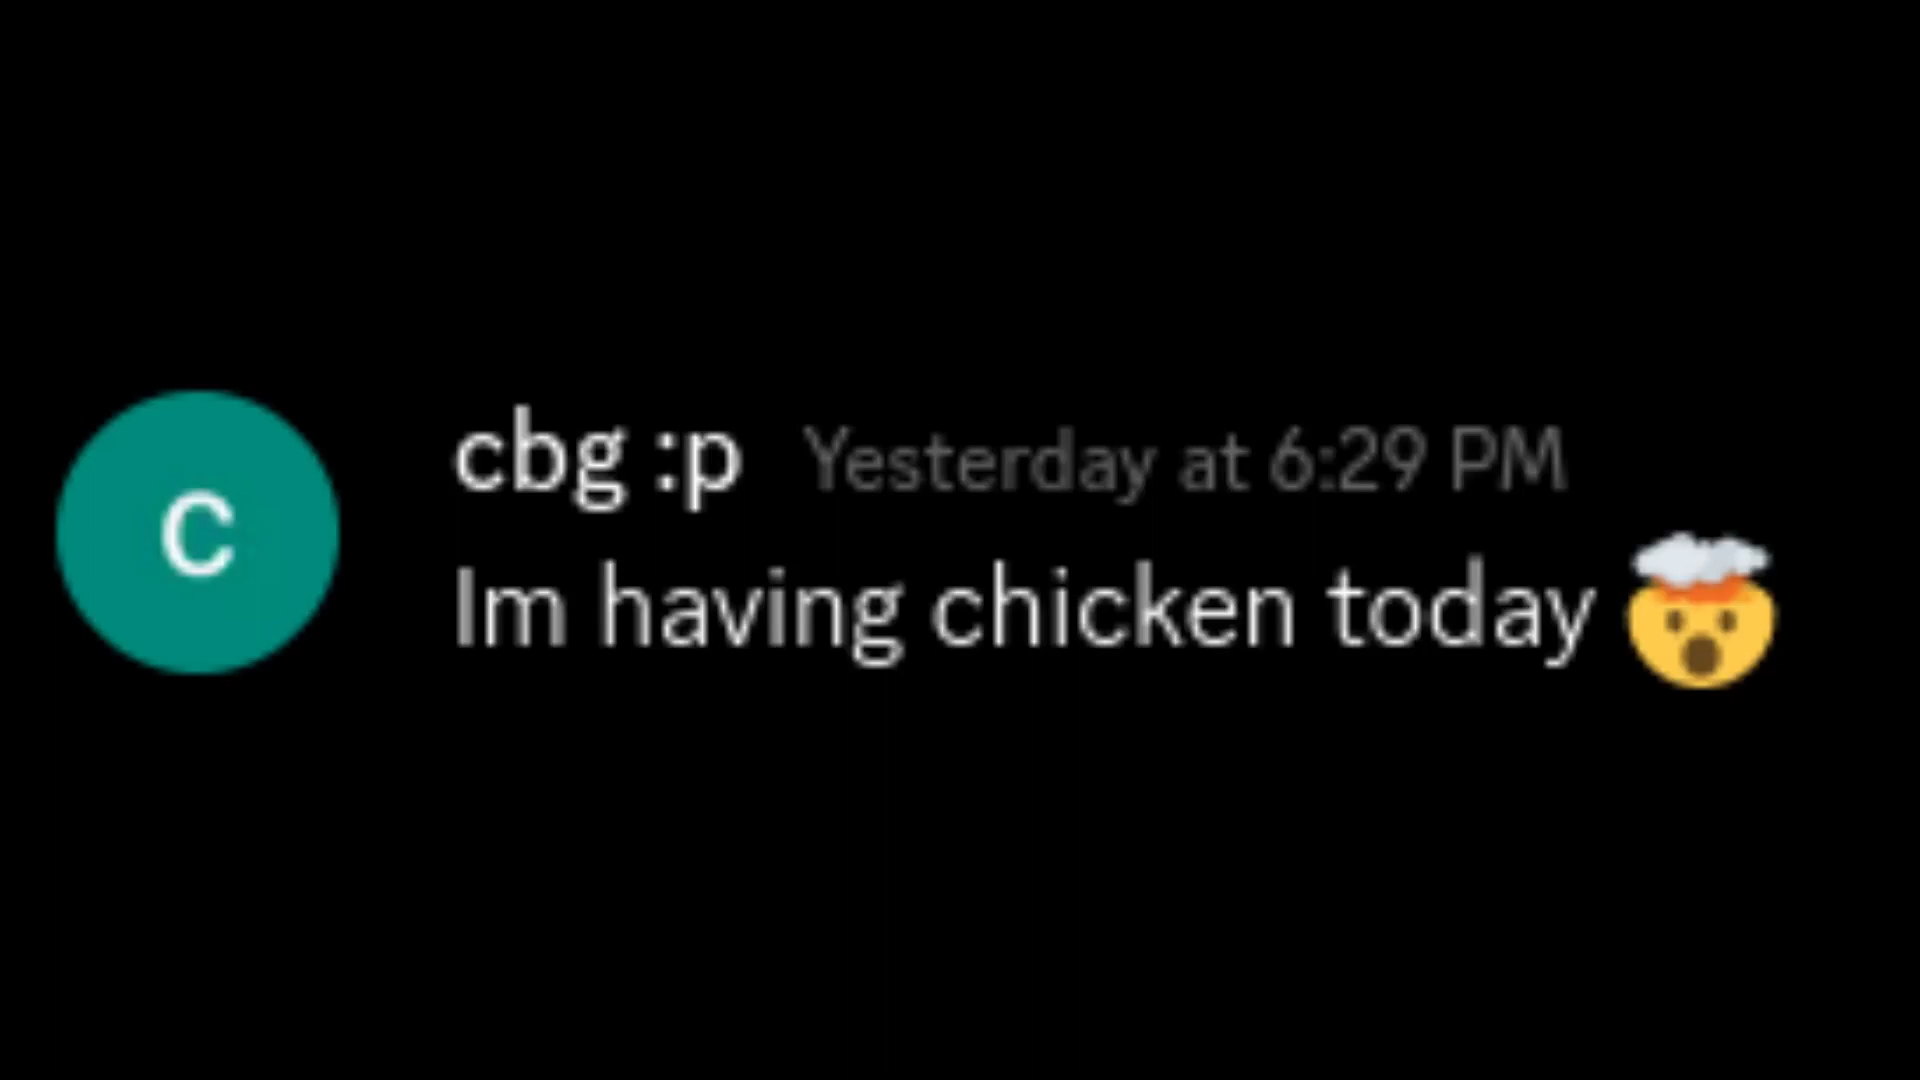 C
cbg :p Yesterday at 6:29 PM
Im having chicken today 🤯